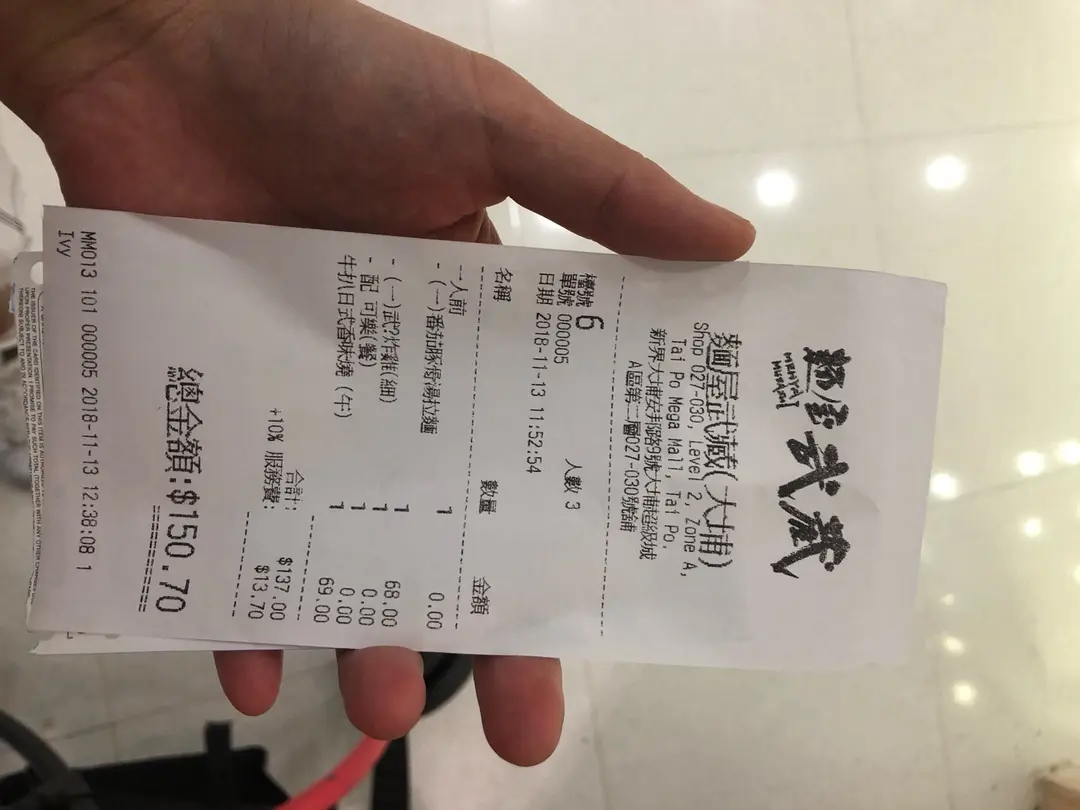 麵屋武藏
MENYA MUSASHI
麵屋武藏(大埔)
Shop 027-030, Level 2, Zone A,
Tai Po Mega Mall, Tai Po,
新界大埔安邦路9號大埔超級城
A區第二層027-030號舖
檯號 6 人數 3
單號 000005
日期 2018-11-13 11:52:54
名稱 數量 金額
一人前 1 0.00
- (一)番茄豚骨湯拉麵 1 68.00
- (一)武?炸雞(細) 1 0.00
- 配 可樂(餐) 1 0.00
牛扒日式香味燒 (午) 1 69.00
合計: $137.00
+10% 服務費: $13.70
總金額:$150.70
MM013 101 000005 2018-11-13 12:38:08 1
Ivy